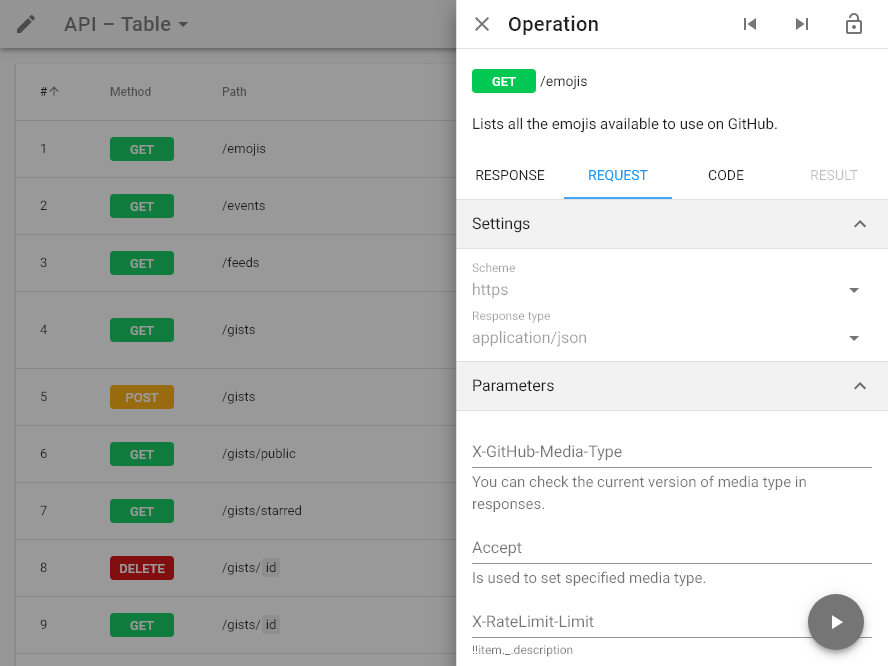 API – Table
# Method Path
1 GET /emojis
2 GET /events
3 GET /feeds
4 GET /gists
5 POST /gists
6 GET /gists/public
7 GET /gists/starred
8 DELETE /gists/ id
9 GET /gists/ id
Operation
GET /emojis
Lists all the emojis available to use on GitHub.
RESPONSE REQUEST CODE RESULT
Settings
Scheme
https
Response type
application/json
Parameters
X-GitHub-Media-Type
You can check the current version of media type in
responses.
Accept
Is used to set specified media type.
X-RateLimit-Limit
!!item._.description